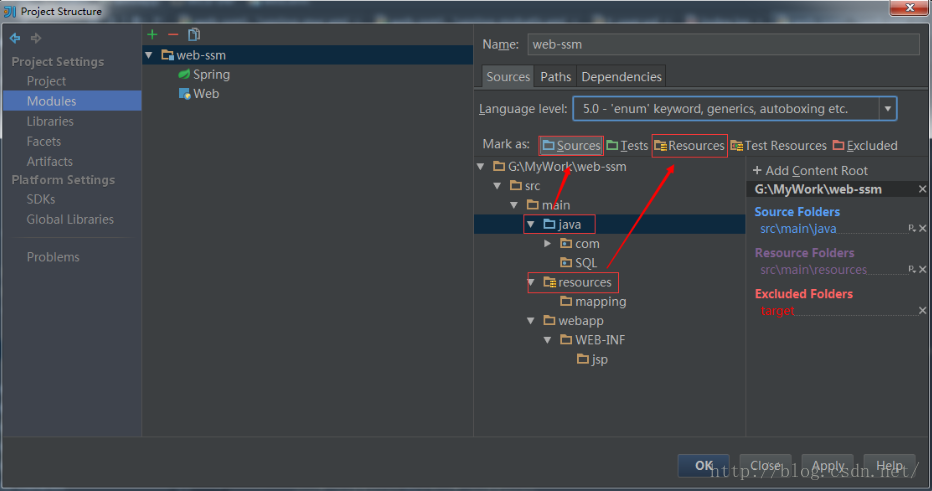 Project Structure
Project Settings
Project
Modules
Libraries
Facets
Artifacts
Platform Settings
SDKs
Global Libraries
Problems
web-ssm
Spring
Web
Name: web-ssm
Sources Paths Dependencies
Language level: 5.0 - 'enum' keyword, generics, autoboxing etc.
Mark as: Sources Tests Resources Test Resources Excluded
G:\MyWork\web-ssm
src
main
java
com
SQL
resources
mapping
webapp
WEB-INF
jsp
+ Add Content Root
G:\MyWork\web-ssm
Source Folders
src\main\java
Resource Folders
src\main\resources
Excluded Folders
target
OK Close Apply Help
http://blog.csdn.net/